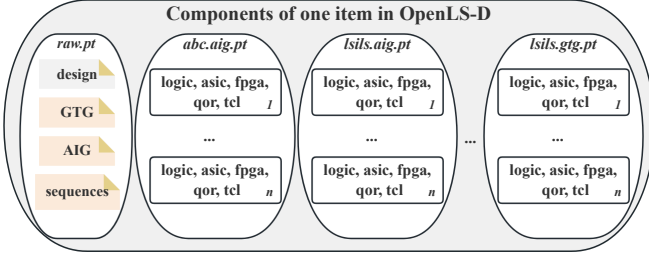 Components of one item in OpenLS-D
raw.pt
design
GTG
AIG
sequences
abc.aig.pt
logic, asic, fpga,
qor, tcl 1
...
logic, asic, fpga,
qor, tcl n
lsils.aig.pt
logic, asic, fpga,
qor, tcl 1
...
logic, asic, fpga,
qor, tcl n
...
lsils.gtg.pt
logic, asic, fpga,
qor, tcl 1
...
logic, asic, fpga,
qor, tcl n